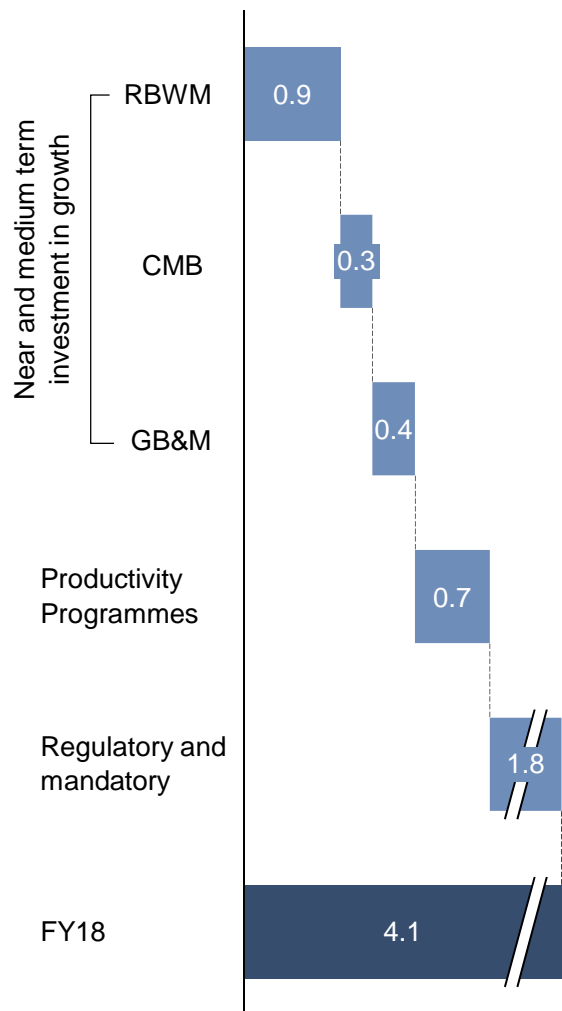 Near and medium term
investment in growth
RBWM
0.9
CMB
0.3
GB&M
0.4
Productivity
Programmes
0.7
Regulatory and
mandatory
1.8
FY18
4.1